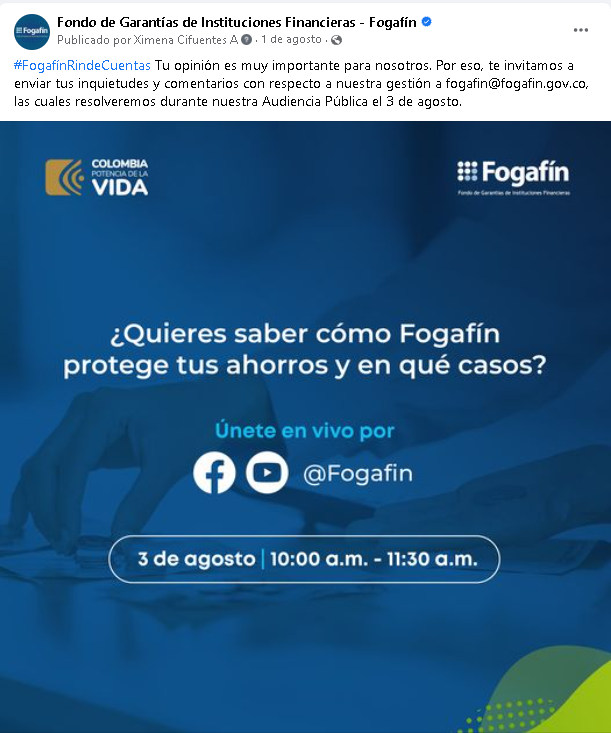 Fondo de Garantías de Instituciones Financieras - Fogafín
Publicado por Ximena Cifuentes A · 1 de agosto ·
#FogafínRindeCuentas Tu opinión es muy importante para nosotros. Por eso, te invitamos a
enviar tus inquietudes y comentarios con respecto a nuestra gestión a fogafin@fogafin.gov.co,
las cuales resolveremos durante nuestra Audiencia Pública el 3 de agosto.
COLOMBIA
POTENCIA DE LA
VIDA
Fogafín
Fondo de Garantías de Instituciones Financieras
¿Quieres saber cómo Fogafín
protege tus ahorros y en qué casos?
Únete en vivo por
@Fogafin
3 de agosto | 10:00 a.m. - 11:30 a.m.